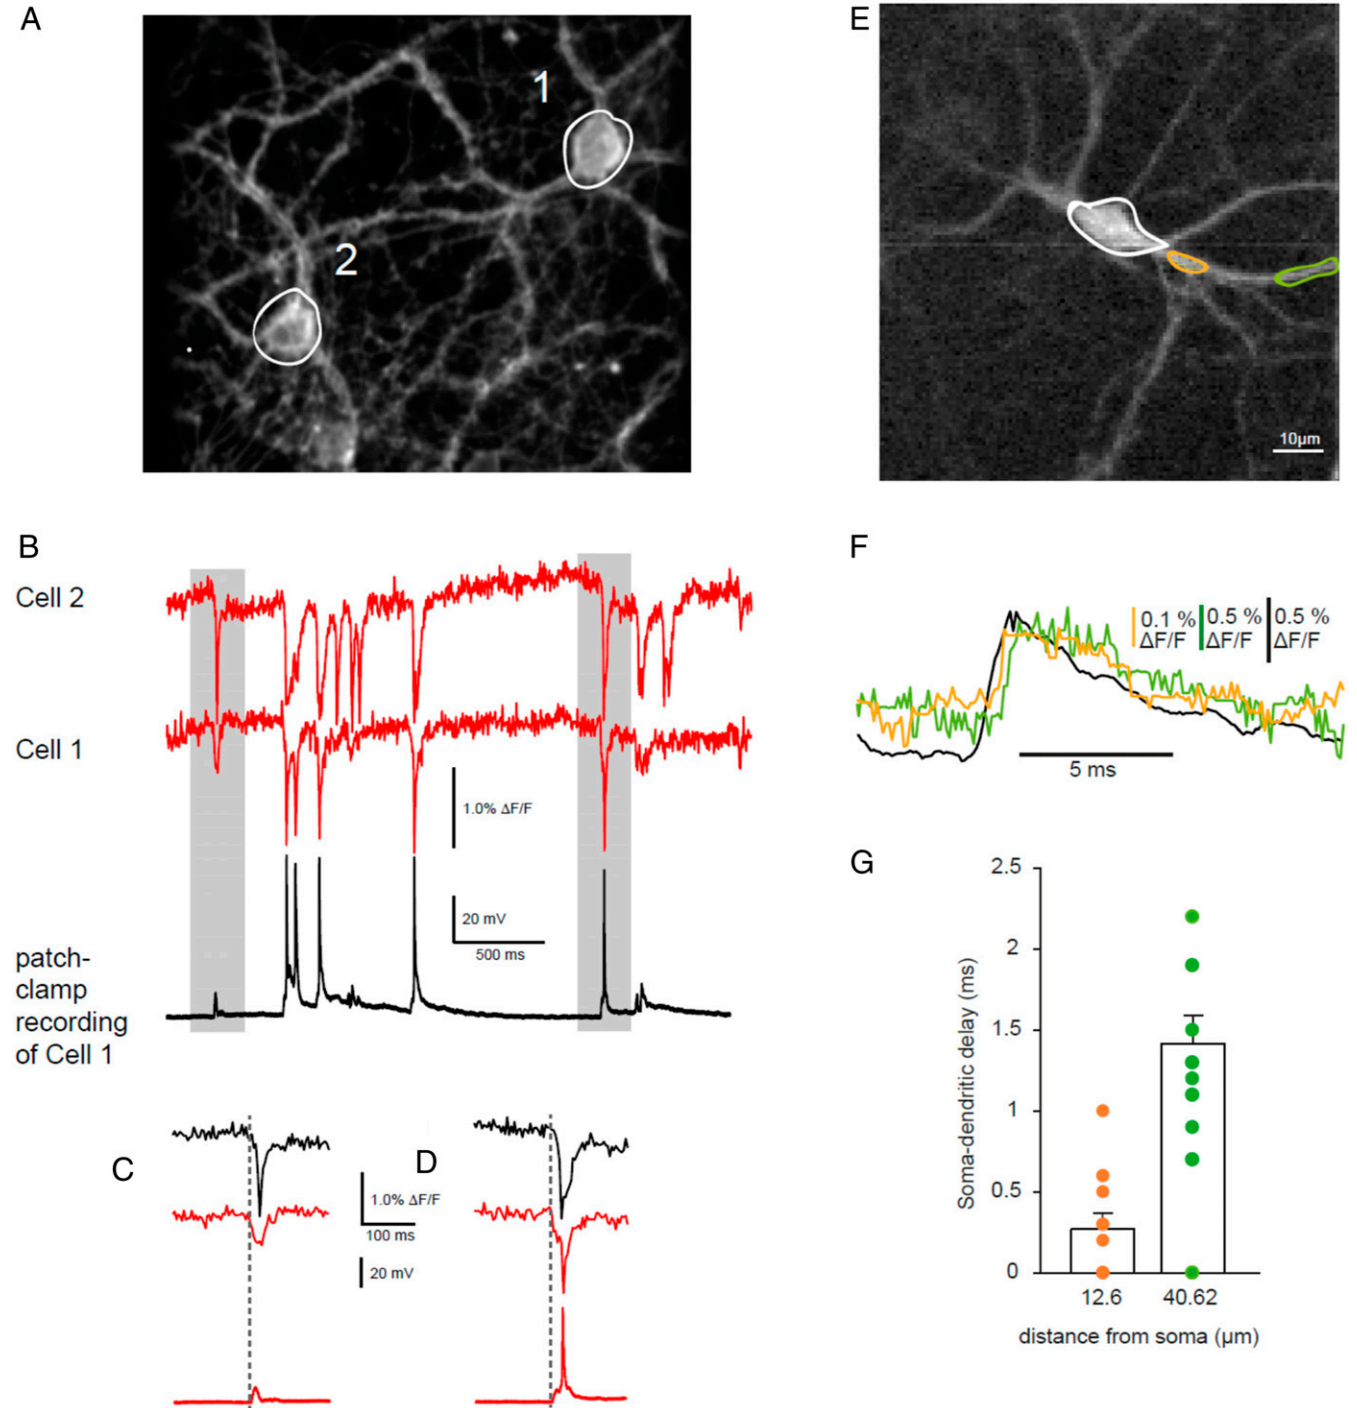 A
1
2
E
10µm
B
Cell 2
Cell 1
1.0% ΔF/F
20 mV
500 ms
patch-
clamp
recording
of Cell 1
C
D
1.0% ΔF/F
100 ms
20 mV
F
0.1 % 0.5 % 0.5 %
ΔF/F ΔF/F ΔF/F
5 ms
G
2.5
2
1.5
1
0.5
0
Soma-dendritic delay (ms)
12.6 40.62
distance from soma (µm)